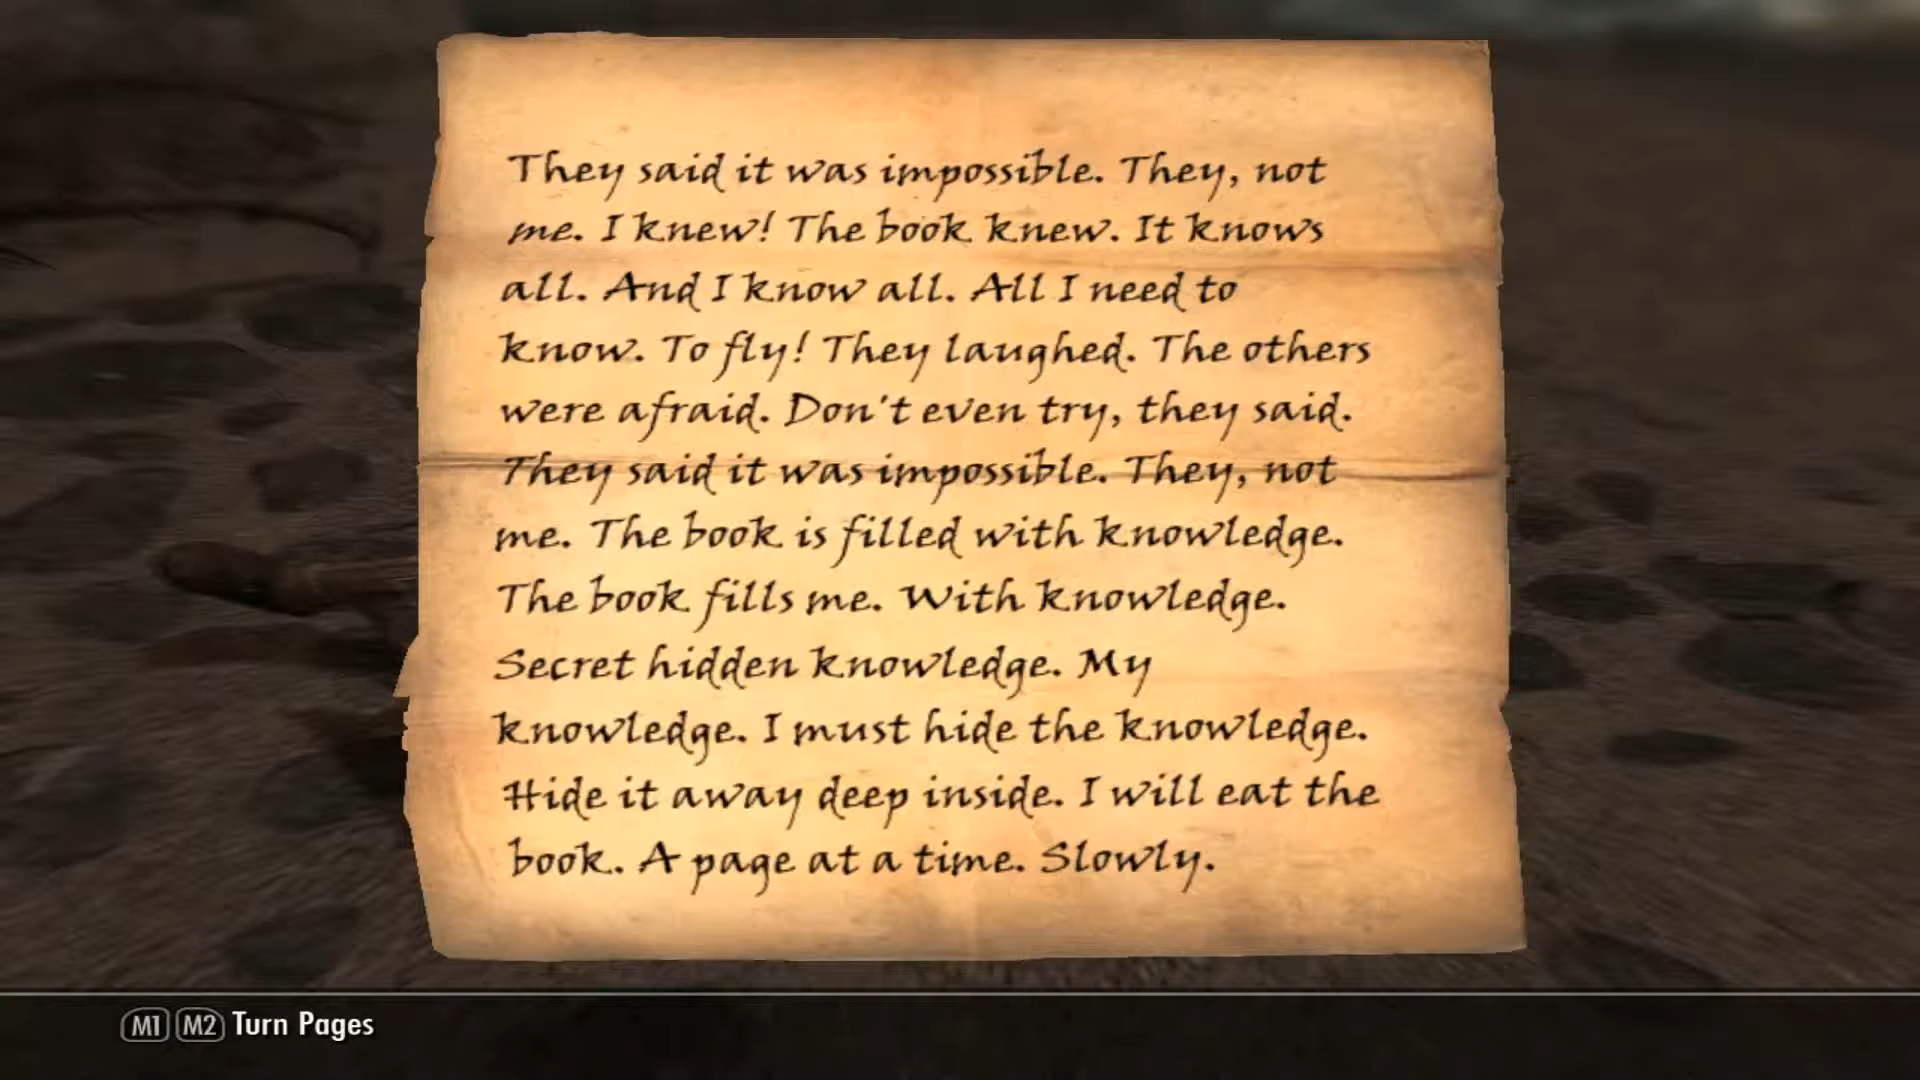 They said it was impossible. They, not
me. I knew! The book knew. It knows
all. And I know all. All I need to
know. To fly! They laughed. The others
were afraid. Don't even try, they said.
They said it was impossible. They, not
me. The book is filled with knowledge.
The book fills me. With knowledge.
Secret hidden knowledge. My
knowledge. I must hide the knowledge.
Hide it away deep inside. I will eat the
book. A page at a time. Slowly.
M1 M2 Turn Pages